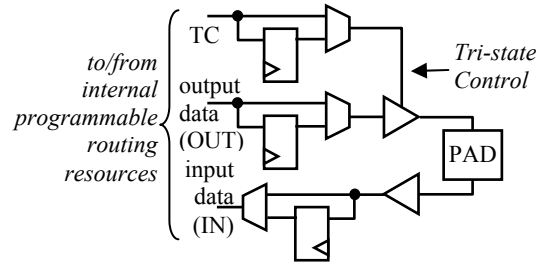 to/from
internal
programmable
routing
resources
TC
output
data
(OUT)
input
data
(IN)
Tri-state
Control
PAD